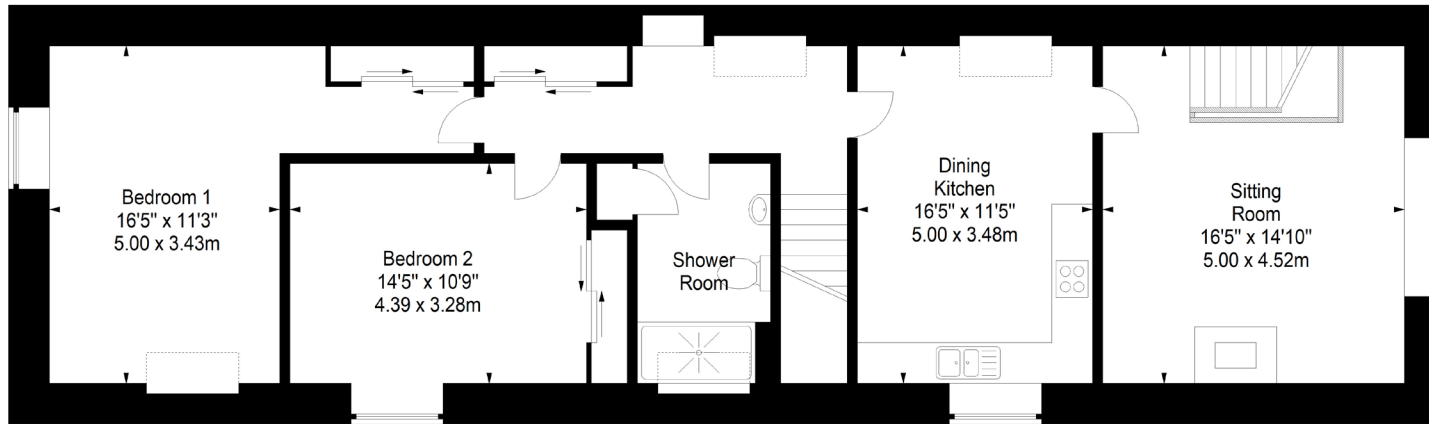 Bedroom 1
16'5" x 11'3"
5.00 x 3.43m
Bedroom 2
14'5" x 10'9"
4.39 x 3.28m
Shower
Room
Dining
Kitchen
16'5" x 11'5"
5.00 x 3.48m
Sitting
Room
16'5" x 14'10"
5.00 x 4.52m